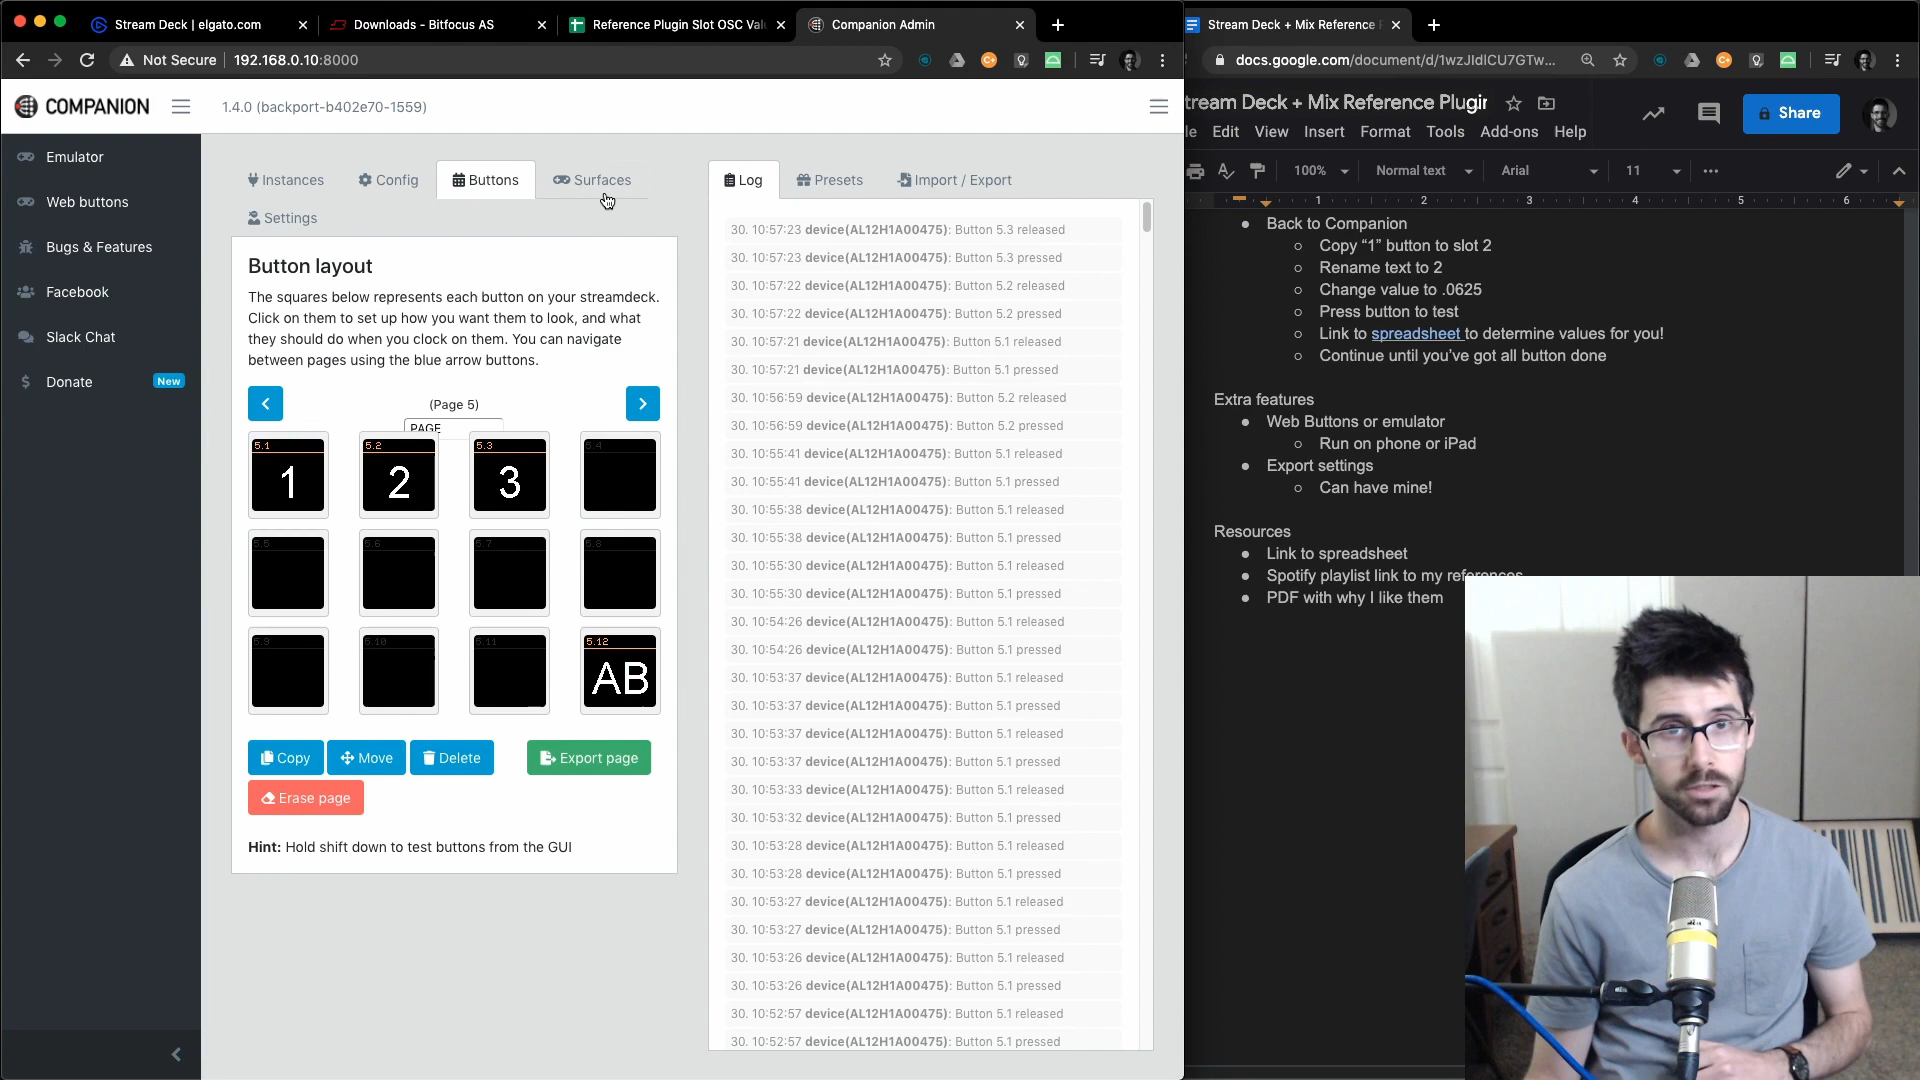 Stream Deck | elgato.com
Downloads - Bitfocus AS
Reference Plugin Slot OSC Val
Companion Admin
Stream Deck + Mix Reference
Not Secure
192.168.0.10:8000
docs.google.com/document/d/1wzJIdlCU7GTw...
COMPANION
1.4.0 (backport-b402e70-1559)
tream Deck + Mix Reference Plugin
le Edit View Insert Format Tools Add-ons Help
Share
100% Normal text Arial 11
1 2 3 4 5 6
Emulator
Web buttons
Bugs & Features
Facebook
Slack Chat
Donate
New
Instances
Config
Buttons
Surfaces
Settings
Button layout
The squares below represents each button on your streamdeck.
Click on them to set up how you want them to look, and what
they should do when you clock on them. You can navigate
between pages using the blue arrow buttons.
(Page 5)
PAGE
5.1
1
5.2
2
5.3
3
5.4
5.5
5.6
5.7
5.8
5.9
5.10
5.11
5.12
AB
Copy
Move
Delete
Export page
Erase page
Hint: Hold shift down to test buttons from the GUI
Log
Presets
Import / Export
30. 10:57:23 device(AL12H1A00475): Button 5.3 released
30. 10:57:23 device(AL12H1A00475): Button 5.3 pressed
30. 10:57:22 device(AL12H1A00475): Button 5.2 released
30. 10:57:22 device(AL12H1A00475): Button 5.2 pressed
30. 10:57:21 device(AL12H1A00475): Button 5.1 released
30. 10:57:21 device(AL12H1A00475): Button 5.1 pressed
30. 10:56:59 device(AL12H1A00475): Button 5.2 released
30. 10:56:59 device(AL12H1A00475): Button 5.2 pressed
30. 10:55:41 device(AL12H1A00475): Button 5.1 released
30. 10:55:41 device(AL12H1A00475): Button 5.1 pressed
30. 10:55:38 device(AL12H1A00475): Button 5.1 released
30. 10:55:38 device(AL12H1A00475): Button 5.1 pressed
30. 10:55:30 device(AL12H1A00475): Button 5.1 released
30. 10:55:30 device(AL12H1A00475): Button 5.1 pressed
30. 10:54:26 device(AL12H1A00475): Button 5.1 released
30. 10:54:26 device(AL12H1A00475): Button 5.1 pressed
30. 10:53:37 device(AL12H1A00475): Button 5.1 released
30. 10:53:37 device(AL12H1A00475): Button 5.1 pressed
30. 10:53:37 device(AL12H1A00475): Button 5.1 released
30. 10:53:37 device(AL12H1A00475): Button 5.1 pressed
30. 10:53:33 device(AL12H1A00475): Button 5.1 released
30. 10:53:32 device(AL12H1A00475): Button 5.1 pressed
30. 10:53:28 device(AL12H1A00475): Button 5.1 released
30. 10:53:28 device(AL12H1A00475): Button 5.1 pressed
30. 10:53:27 device(AL12H1A00475): Button 5.1 released
30. 10:53:27 device(AL12H1A00475): Button 5.1 pressed
30. 10:53:26 device(AL12H1A00475): Button 5.1 released
30. 10:53:26 device(AL12H1A00475): Button 5.1 pressed
30. 10:52:57 device(AL12H1A00475): Button 5.1 released
30. 10:52:57 device(AL12H1A00475): Button 5.1 pressed
Back to Companion
Copy “1” button to slot 2
Rename text to 2
Change value to .0625
Press button to test
Link to spreadsheet to determine values for you!
Continue until you’ve got all button done
Extra features
Web Buttons or emulator
Run on phone or iPad
Export settings
Can have mine!
Resources
Link to spreadsheet
Spotify playlist link to my references
PDF with why I like them